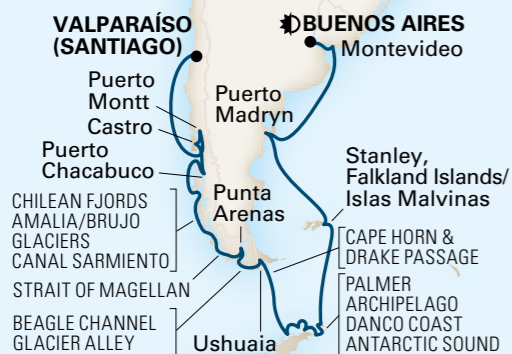 VALPARAÍSO
(SANTIAGO)
BUENOS AIRES
Montevideo
Puerto
Montt
Castro
Puerto
Chacabuco
Puerto
Madryn
Stanley,
Falkland Islands/
Islas Malvinas
Punta
Arenas
CHILEAN FJORDS
AMALIA/BRUJO
GLACIERS
CANAL SARMIENTO
CAPE HORN &
DRAKE PASSAGE
STRAIT OF MAGELLAN
PALMER
ARCHIPELAGO
DANCO COAST
ANTARCTIC SOUND
BEAGLE CHANNEL
GLACIER ALLEY
Ushuaia